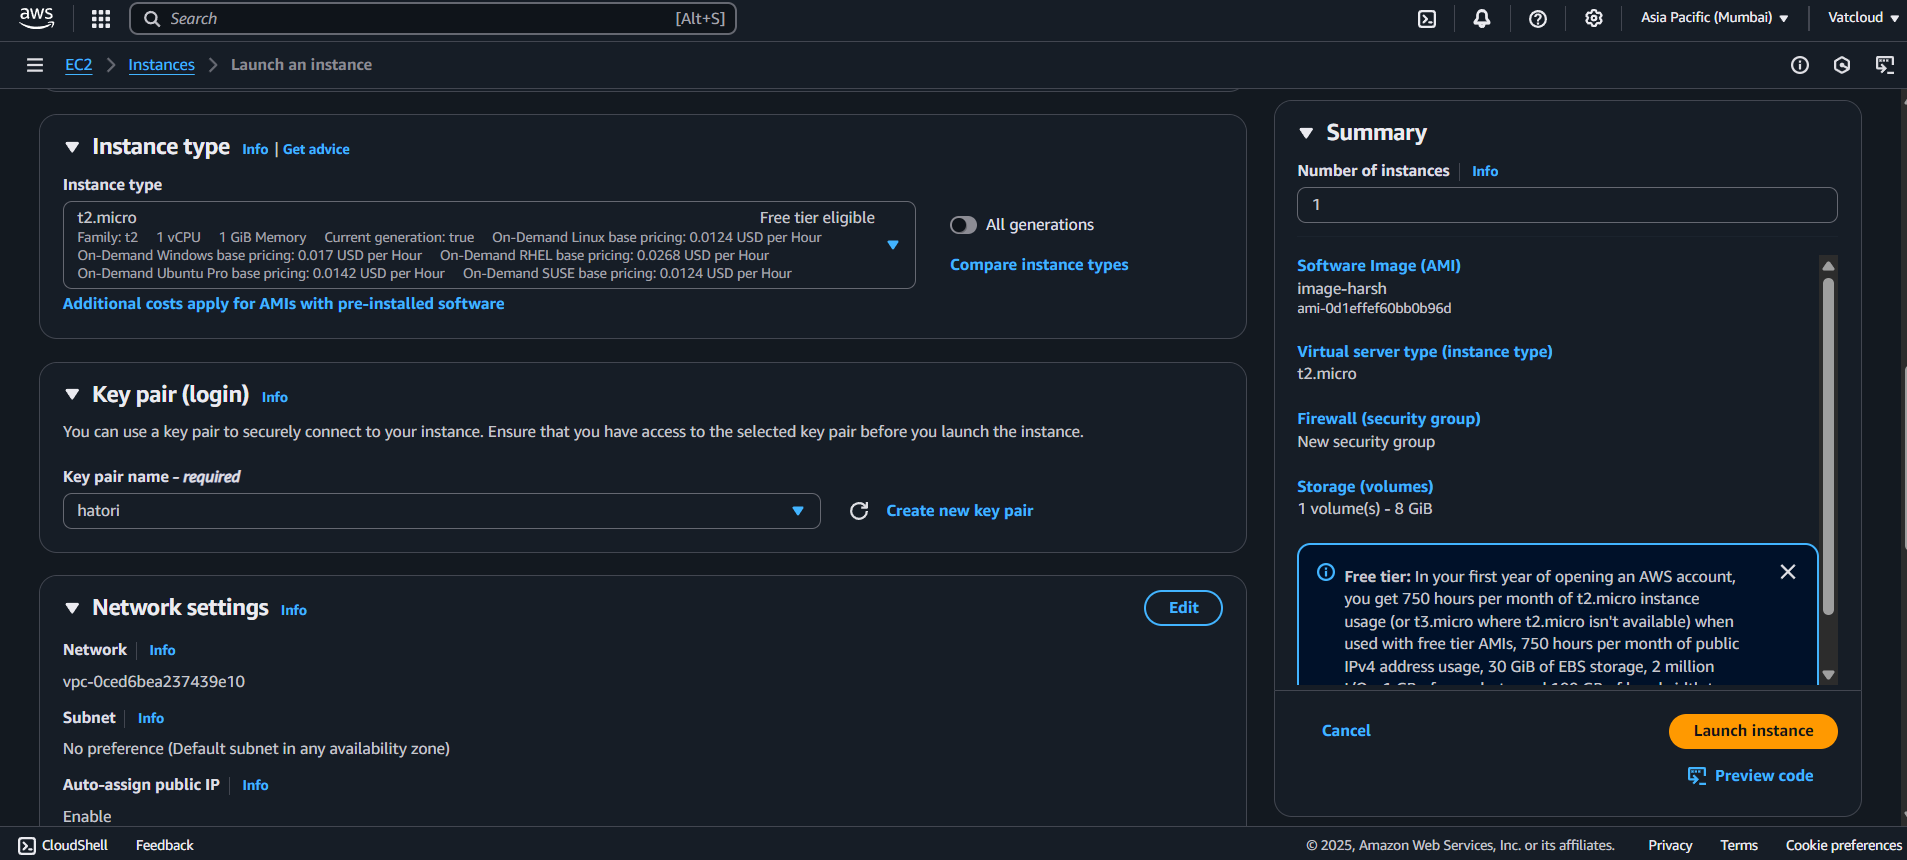 aws
Search [Alt+S]
Asia Pacific (Mumbai)
Vatcloud
EC2 Instances Launch an instance
Instance type Info | Get advice
Instance type
t2.micro Free tier eligible
Family: t2 1 vCPU 1 GiB Memory Current generation: true On-Demand Linux base pricing: 0.0124 USD per Hour
On-Demand Windows base pricing: 0.017 USD per Hour On-Demand RHEL base pricing: 0.0268 USD per Hour
On-Demand Ubuntu Pro base pricing: 0.0142 USD per Hour On-Demand SUSE base pricing: 0.0124 USD per Hour
All generations
Compare instance types
Additional costs apply for AMIs with pre-installed software
Key pair (login) Info
You can use a key pair to securely connect to your instance. Ensure that you have access to the selected key pair before you launch the instance.
Key pair name - required
hatori
Create new key pair
Network settings Info
Edit
Network Info
vpc-0ced6bea237439e10
Subnet Info
No preference (Default subnet in any availability zone)
Auto-assign public IP Info
Enable
Summary
Number of instances Info
1
Software Image (AMI)
image-harsh
ami-0d1effef60bb0b96d
Virtual server type (instance type)
t2.micro
Firewall (security group)
New security group
Storage (volumes)
1 volume(s) - 8 GiB
Free tier: In your first year of opening an AWS account,
you get 750 hours per month of t2.micro instance
usage (or t3.micro where t2.micro isn't available) when
used with free tier AMIs, 750 hours per month of public
IPv4 address usage, 30 GiB of EBS storage, 2 million
Cancel
Launch instance
Preview code
CloudShell Feedback
© 2025, Amazon Web Services, Inc. or its affiliates. Privacy Terms Cookie preferences